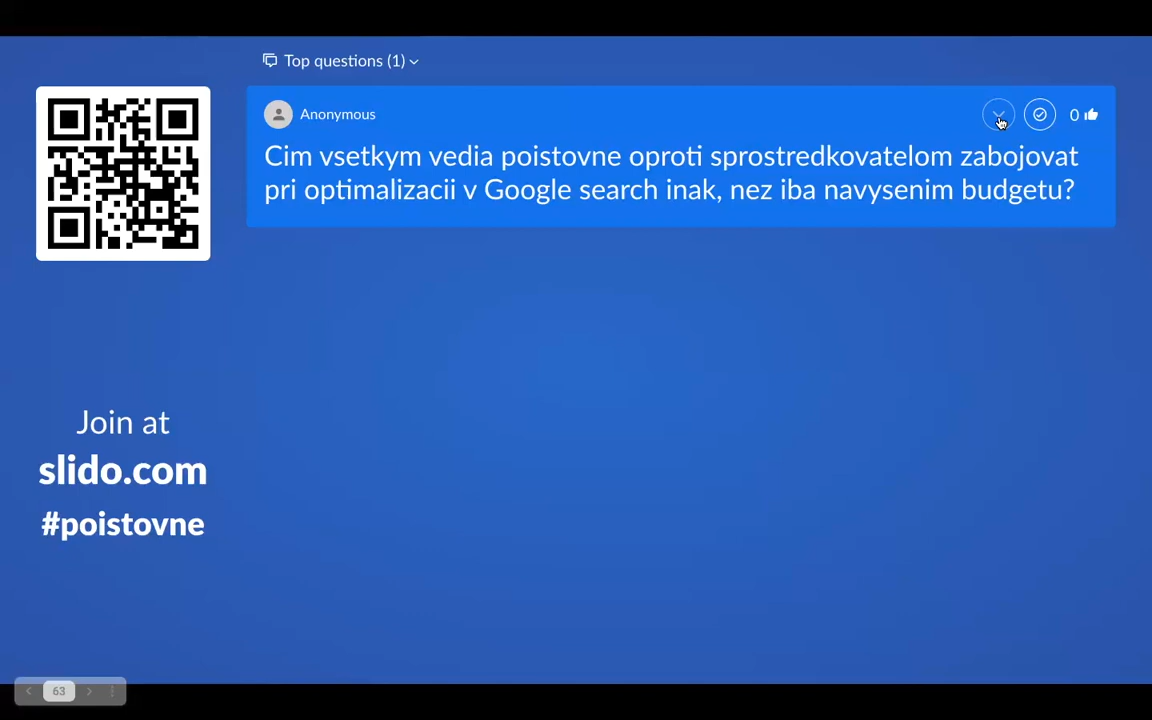 Top questions (1)
Anonymous
0
Cim vsetkym vedia poistovne oproti sprostredkovatelom zabojovat
pri optimalizacii v Google search inak, nez iba navysenim budgetu?
Join at
slido.com
#poistovne
63